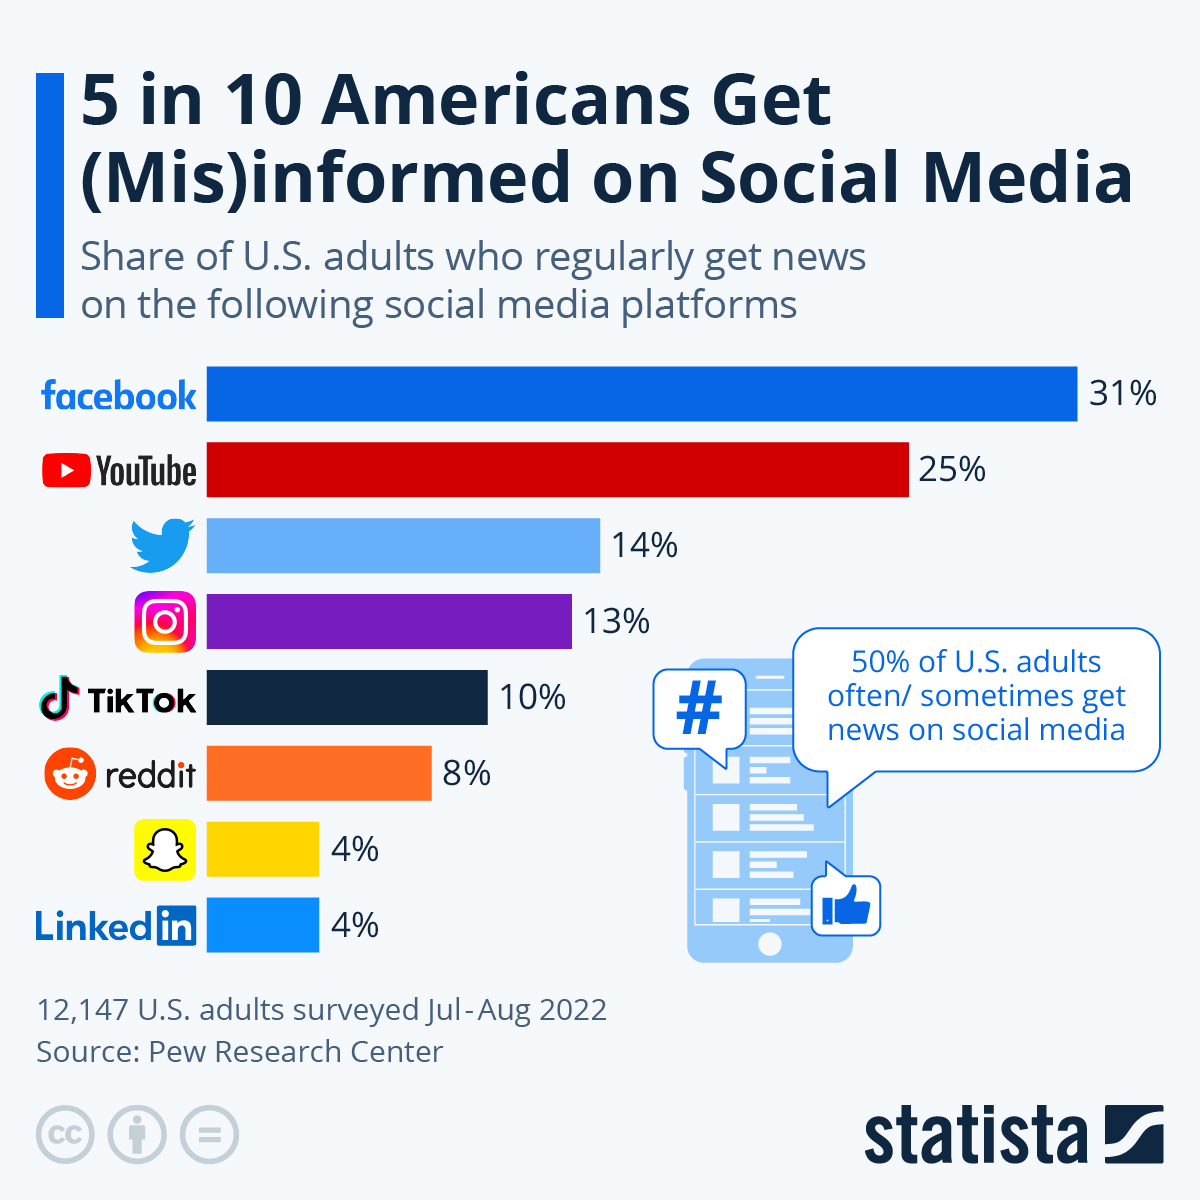 5 in 10 Americans Get
(Mis)informed on Social Media
Share of U.S. adults who regularly get news
on the following social media platforms
facebook 31%
YouTube 25%
14%
13%
TikTok 10%
reddit 8%
4%
Linkedin 4%
#
50% of U.S. adults
often/ sometimes get
news on social media
12,147 U.S. adults surveyed Jul-Aug 2022
Source: Pew Research Center
cc =
statista